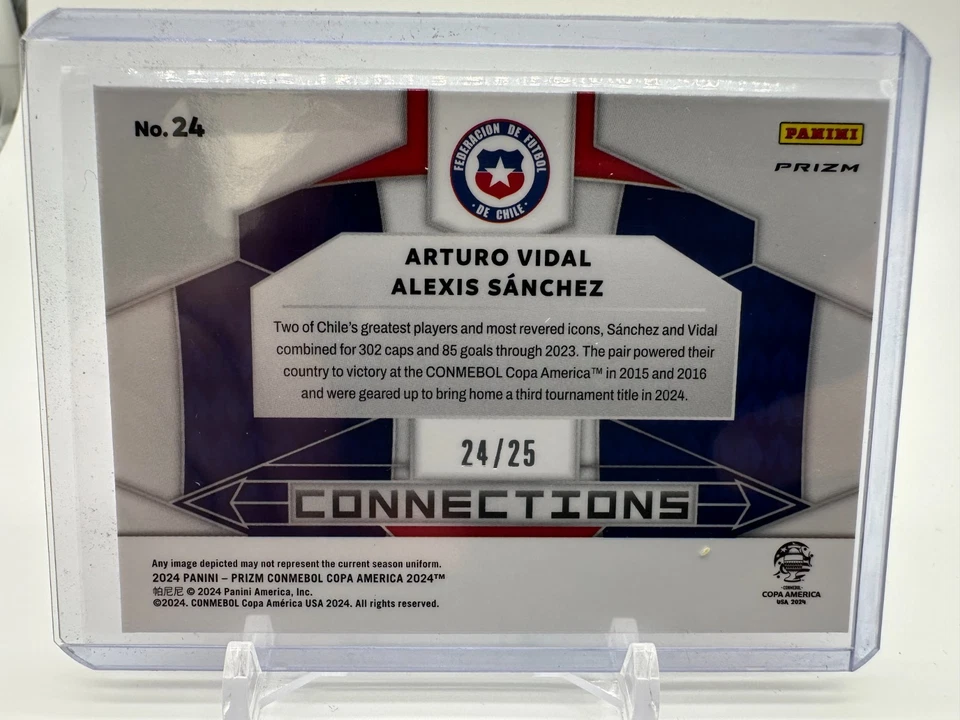 No. 24
FEDERACION DE FUTBOL
· DE CHILE ·
PANINI
PRIZM
ARTURO VIDAL
ALEXIS SÁNCHEZ
Two of Chile's greatest players and most revered icons, Sánchez and Vidal
combined for 302 caps and 85 goals through 2023. The pair powered their
country to victory at the CONMEBOL Copa America™ in 2015 and 2016
and were geared up to bring home a third tournament title in 2024.
24/25
CONNECTIONS
Any image depicted may not represent the current season uniform.
2024 PANINI – PRIZM CONMEBOL COPA AMERICA 2024™
帕尼尼 © 2024 Panini America, Inc.
©2024. CONMEBOL Copa América USA 2024. All rights reserved.
CONMEBOL
COPA AMERICA
USA 2024